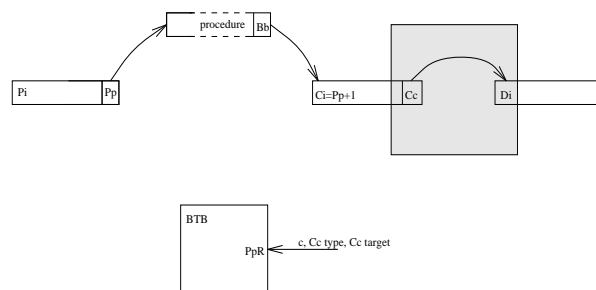 procedure Bb
Pi Pp Ci=Pp+1 Cc Di
BTB
PpR c, Cc type, Cc target